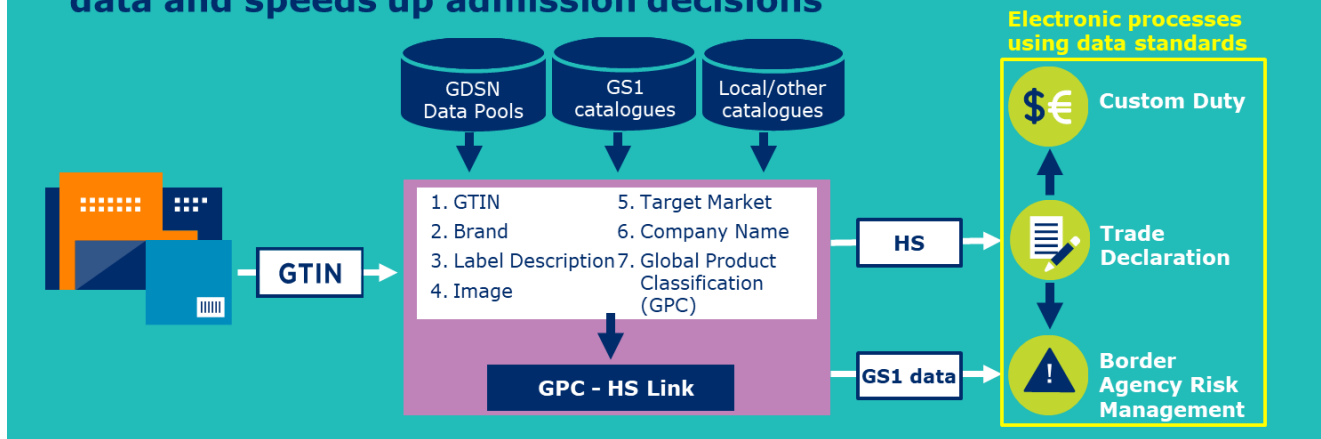 data and speeds up admission decisions
Electronic processes
using data standards
GDSN
Data Pools
GS1
catalogues
Local/other
catalogues
$€
Custom Duty
1. GTIN
2. Brand
3. Label Description
4. Image
5. Target Market
6. Company Name
7. Global Product
Classification
(GPC)
GTIN
HS
Trade
Declaration
GPC - HS Link
GS1 data
!
Border
Agency Risk
Management